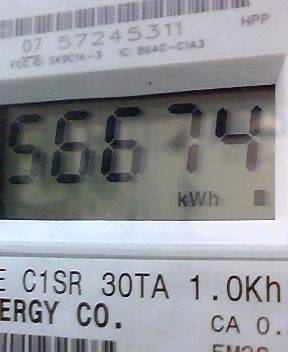 HPP
07 57245311
FCC ID: SK9C1A-3 IC: 864G-C1A3
56674
kWh
E C1SR 30TA 1.0Kh
ERGY CO.
CA 0.